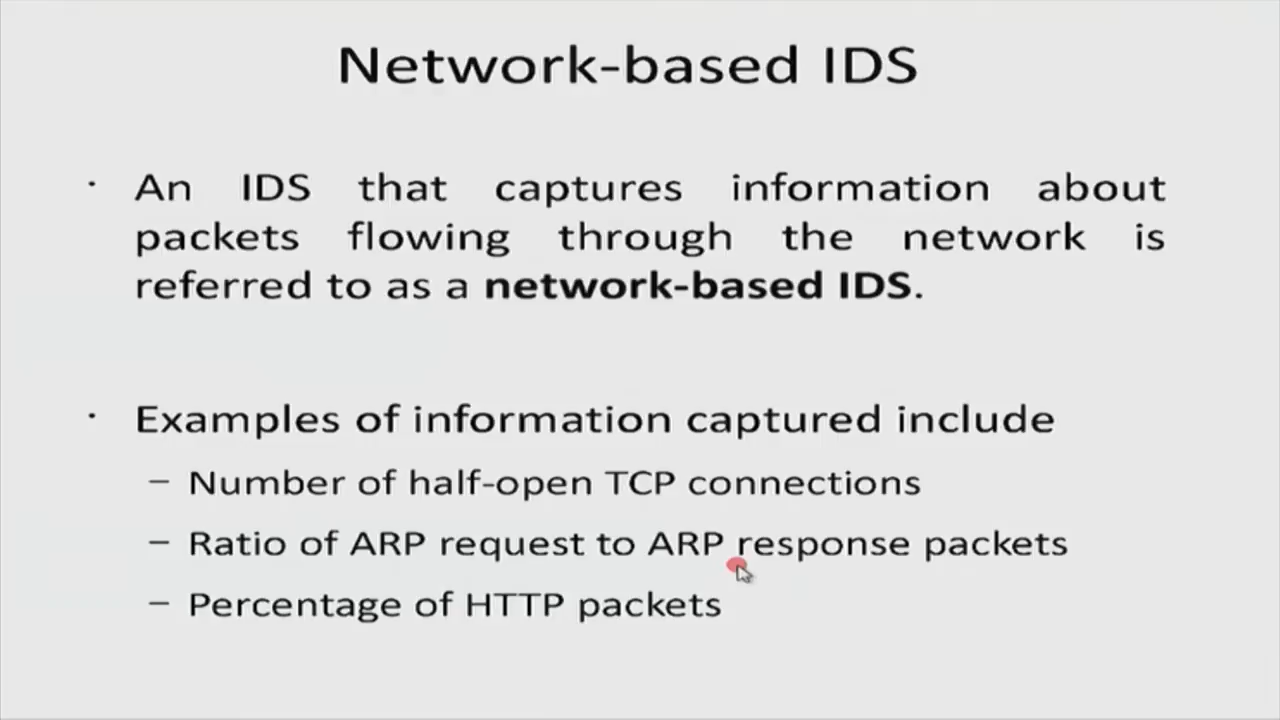 Network-based IDS
· An IDS that captures information about
packets flowing through the network is
referred to as a network-based IDS.
· Examples of information captured include
– Number of half-open TCP connections
– Ratio of ARP request to ARP response packets
– Percentage of HTTP packets